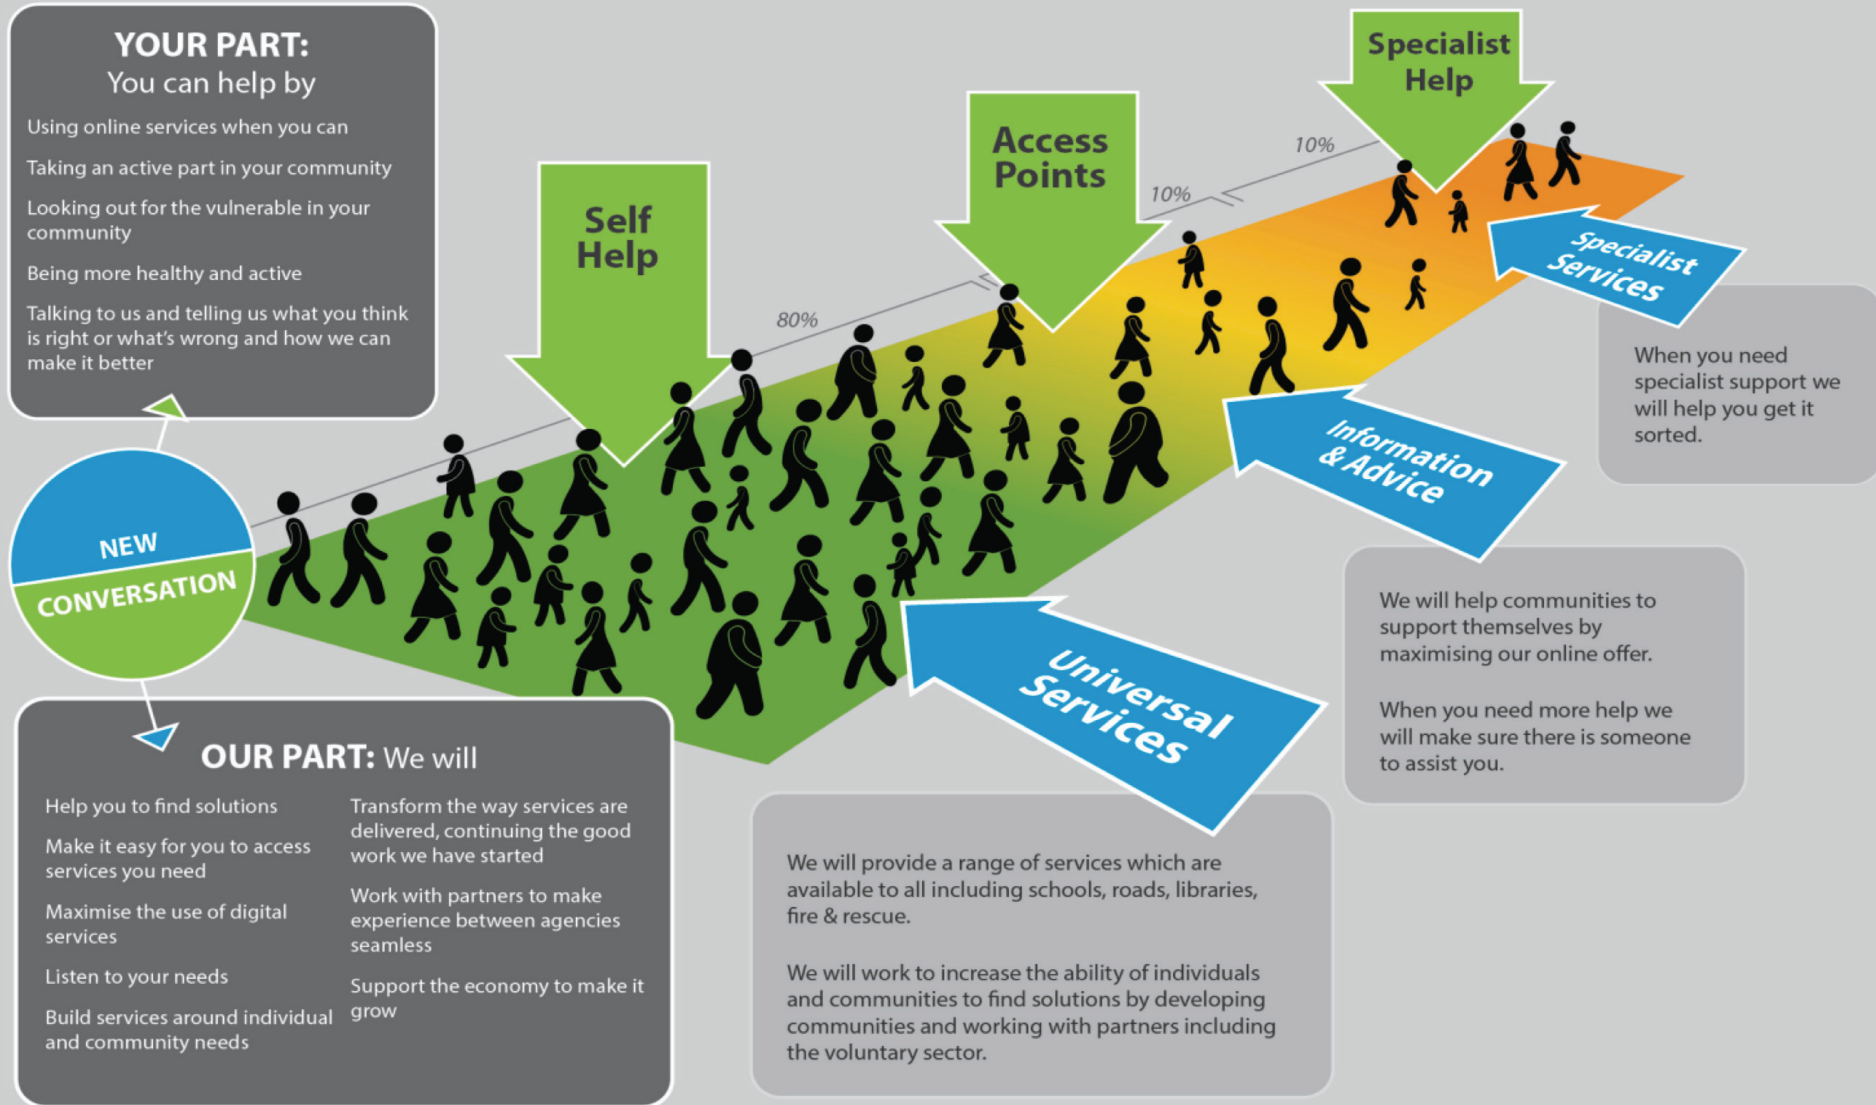 YOUR PART:
You can help by
Using online services when you can
Taking an active part in your community
Looking out for the vulnerable in your
community
Being more healthy and active
Talking to us and telling us what you think
is right or what's wrong and how we can
make it better
NEW
CONVERSATION
OUR PART: We will
Help you to find solutions
Make it easy for you to access
services you need
Maximise the use of digital
services
Listen to your needs
Build services around individual
and community needs
Transform the way services are
delivered, continuing the good
work we have started
Work with partners to make
experience between agencies
seamless
Support the economy to make it
grow
Self
Help
80%
Access
Points
10%
Specialist
Help
10%
Universal
Services
We will provide a range of services which are
available to all including schools, roads, libraries,
fire & rescue.
We will work to increase the ability of individuals
and communities to find solutions by developing
communities and working with partners including
the voluntary sector.
Information
& Advice
We will help communities to
support themselves by
maximising our online offer.
When you need more help we
will make sure there is someone
to assist you.
Specialist
Services
When you need
specialist support we
will help you get it
sorted.